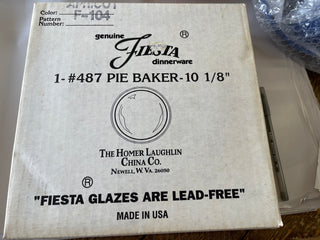 Color: APRICOT
Pattern Number: F-104
genuine ®
FIESTA
dinnerware
1-#487 PIE BAKER-10 1/8"
THE HOMER LAUGHLIN
CHINA CO.
NEWELL, W. VA. 26050
®
"FIESTA GLAZES ARE LEAD-FREE"
MADE IN USA